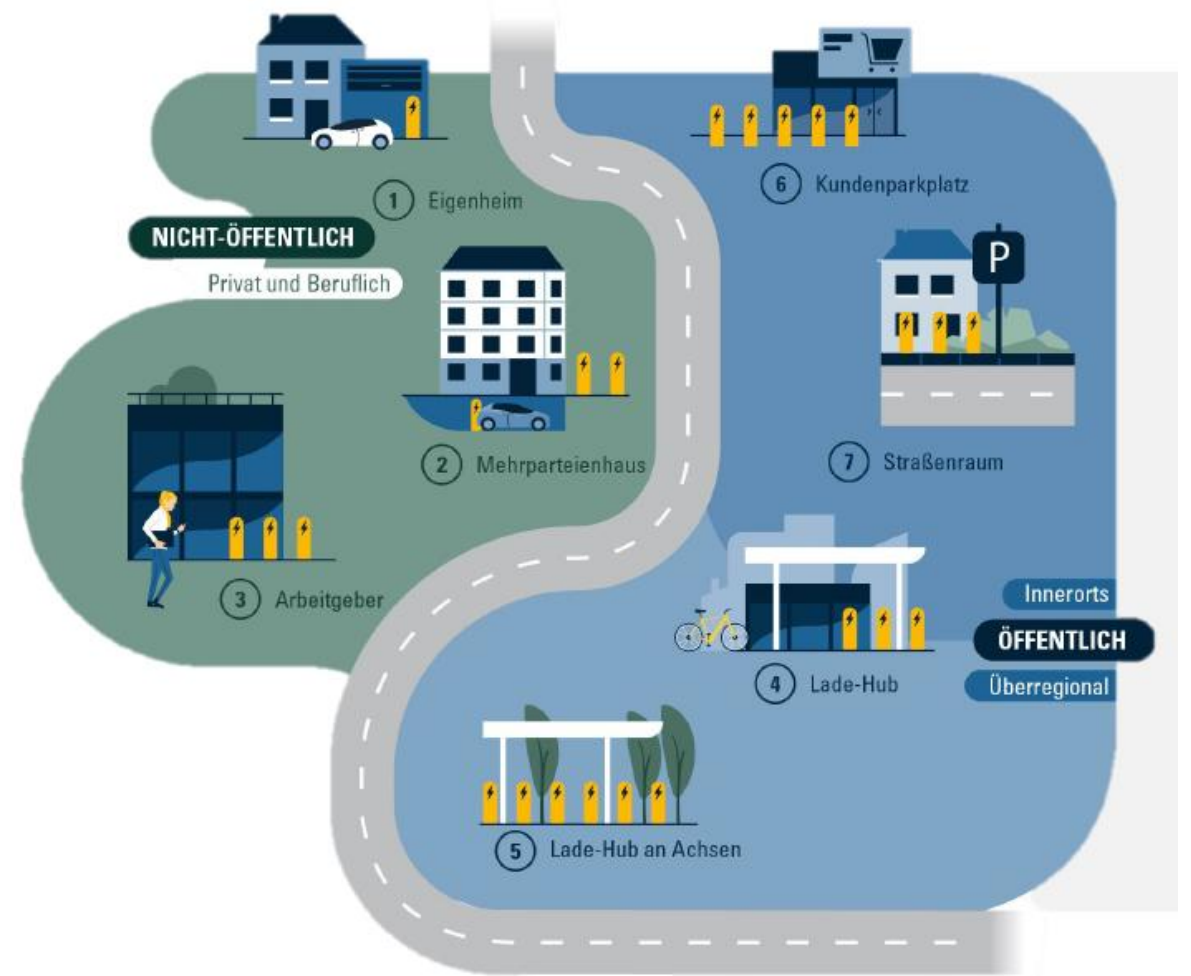 1 Eigenheim
NICHT-ÖFFENTLICH
Privat und Beruflich
2 Mehrparteienhaus
3 Arbeitgeber
6 Kundenparkplatz
P
7 Straßenraum
Innerorts
ÖFFENTLICH
Überregional
4 Lade-Hub
5 Lade-Hub an Achsen